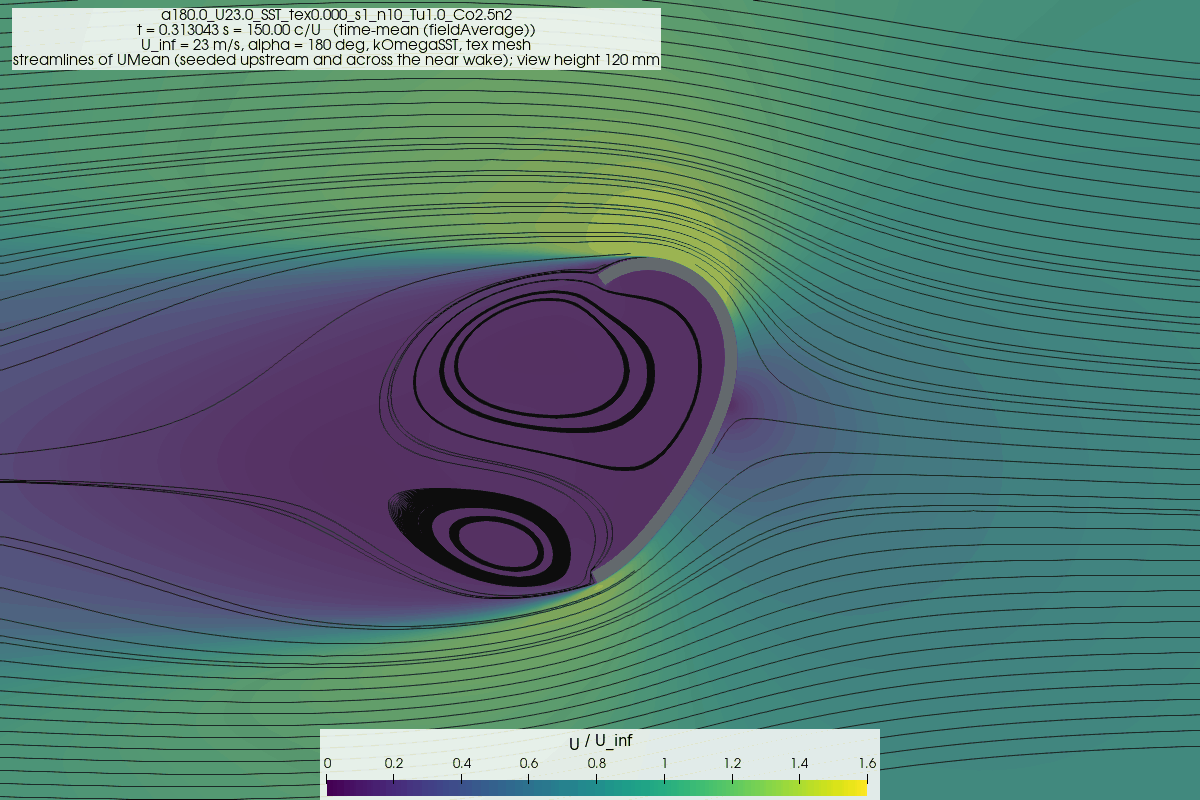 a180.0_U23.0_SST_tex0.000_s1_n10_Tu1.0_Co2.5n2
t = 0.313043 s = 150.00 c/U   (time-mean (fieldAverage))
U_inf = 23 m/s, alpha = 180 deg, kOmegaSST, tex mesh
streamlines of UMean (seeded upstream and across the near wake); view height 120 mm
U / U_inf
0 0.2 0.4 0.6 0.8 1 1.2 1.4 1.6